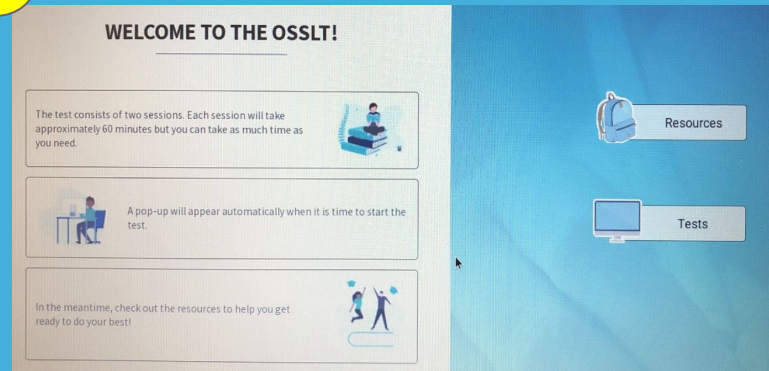 WELCOME TO THE OSSLT!
The test consists of two sessions. Each session will take
approximately 60 minutes but you can take as much time as
you need.
A pop-up will appear automatically when it is time to start the
test.
In the meantime, check out the resources to help you get
ready to do your best!
Resources
Tests